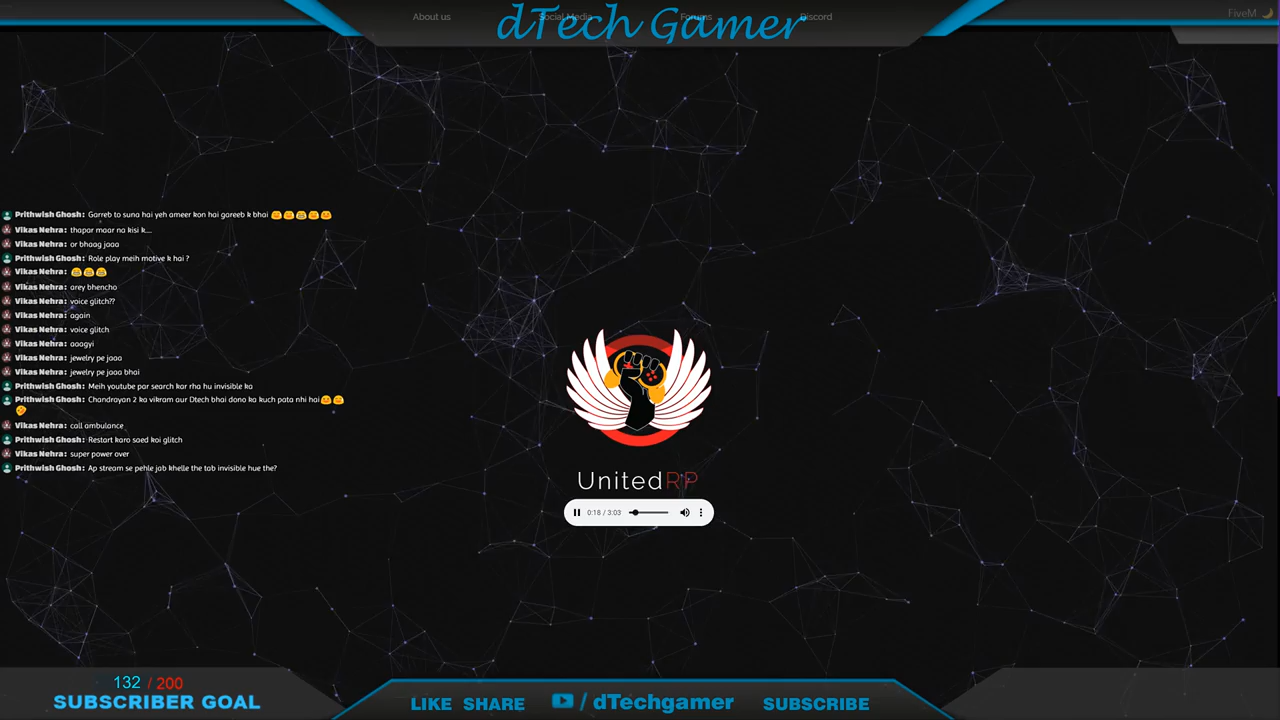 About us
Social Media
Forums
Discord
dTech Gamer
FiveM
Prithwish Ghosh: Garreb to suna hai yeh ameer kon hai gareeb k bhai
Vikas Nehra: thapar maar na kisi k...
Vikas Nehra: or bhaag jaaa
Prithwish Ghosh: Role play meih motive k hai ?
Vikas Nehra:
Vikas Nehra: arey bhencho
Vikas Nehra: voice glitch??
Vikas Nehra: again
Vikas Nehra: voice glitch
Vikas Nehra: aaagyi
Vikas Nehra: jewelry pe jaaa
Vikas Nehra: jewelry pe jaaa bhai
Prithwish Ghosh: Meih youtube par search kar rha hu invisible ka
Prithwish Ghosh: Chandrayan 2 ka vikram aur Dtech bhai dono ka kuch pata nhi hai
Vikas Nehra: call ambulance
Prithwish Ghosh: Restart karo saed koi glitch
Vikas Nehra: super power over
Prithwish Ghosh: Ap stream se pehle jab khelle the tab invisible hue the?
UnitedRP
0:18 / 3:03
132 / 200
SUBSCRIBER GOAL
LIKE SHARE / dTechgamer SUBSCRIBE